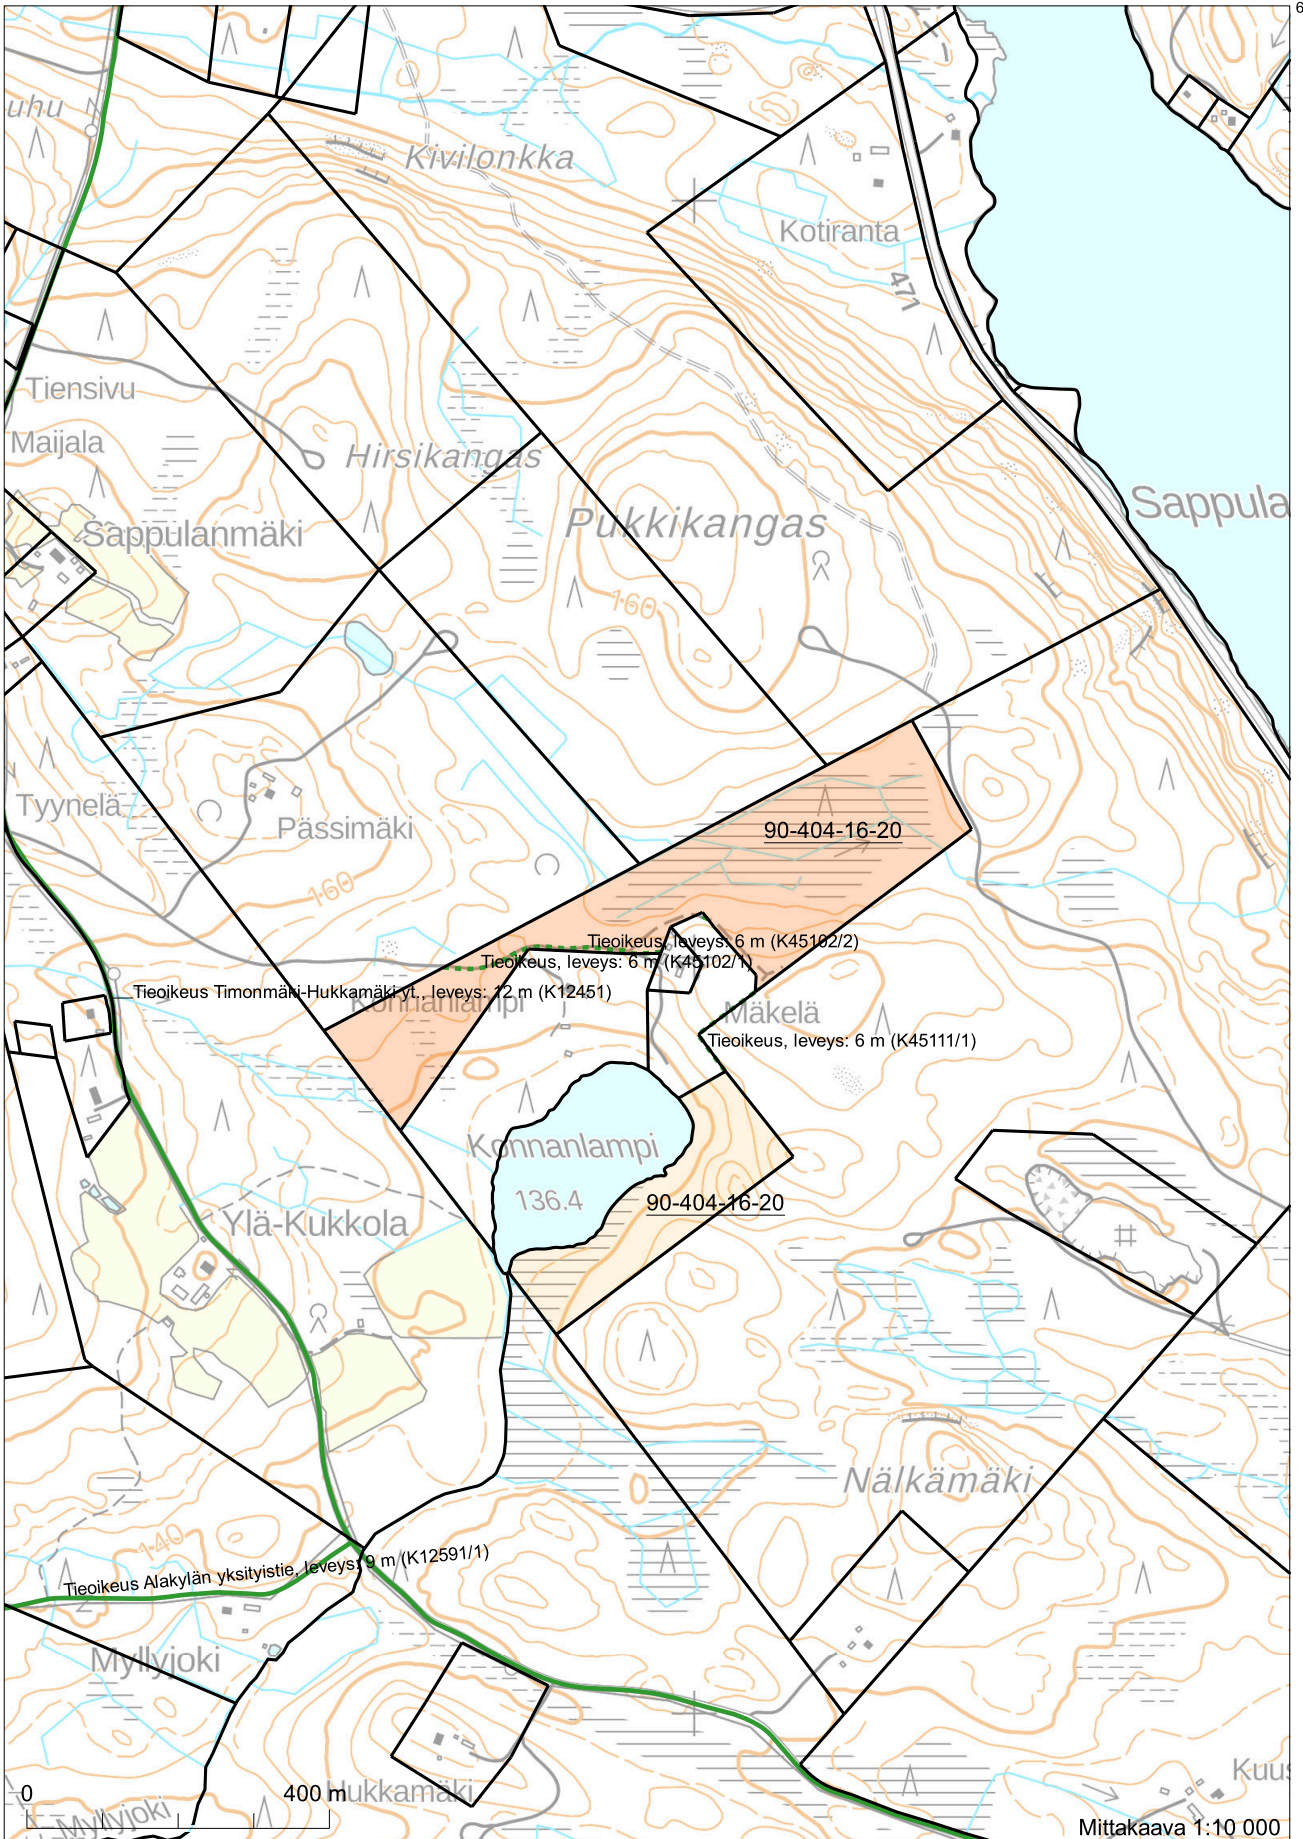 6
uhu
Kivilonkka
Kotiranta
471
Tiensivu
Maijala
Hirsikangas
Sappula
Sappulanmäki
Pukkikangas
160
Tyynelä
Pässimäki
90-404-16-20
160
Tieoikeus, leveys: 6 m (K45102/2)
Tieoikeus, leveys: 6 m (K45102/1)
Tieoikeus Timonmäki-Hukkamäki yt., leveys: 12 m (K12451)
Konnanlampi
Mäkelä
Tieoikeus, leveys: 6 m (K45111/1)
Konnanlampi
136.4
90-404-16-20
Ylä-Kukkola
Nälkämäki
140
Tieoikeus Alakylän yksityistie, leveys: 9 m (K12591/1)
Myllyjoki
Kuus
0
400 m
Hukkamäki
Myllyjoki
Mittakaava 1:10 000